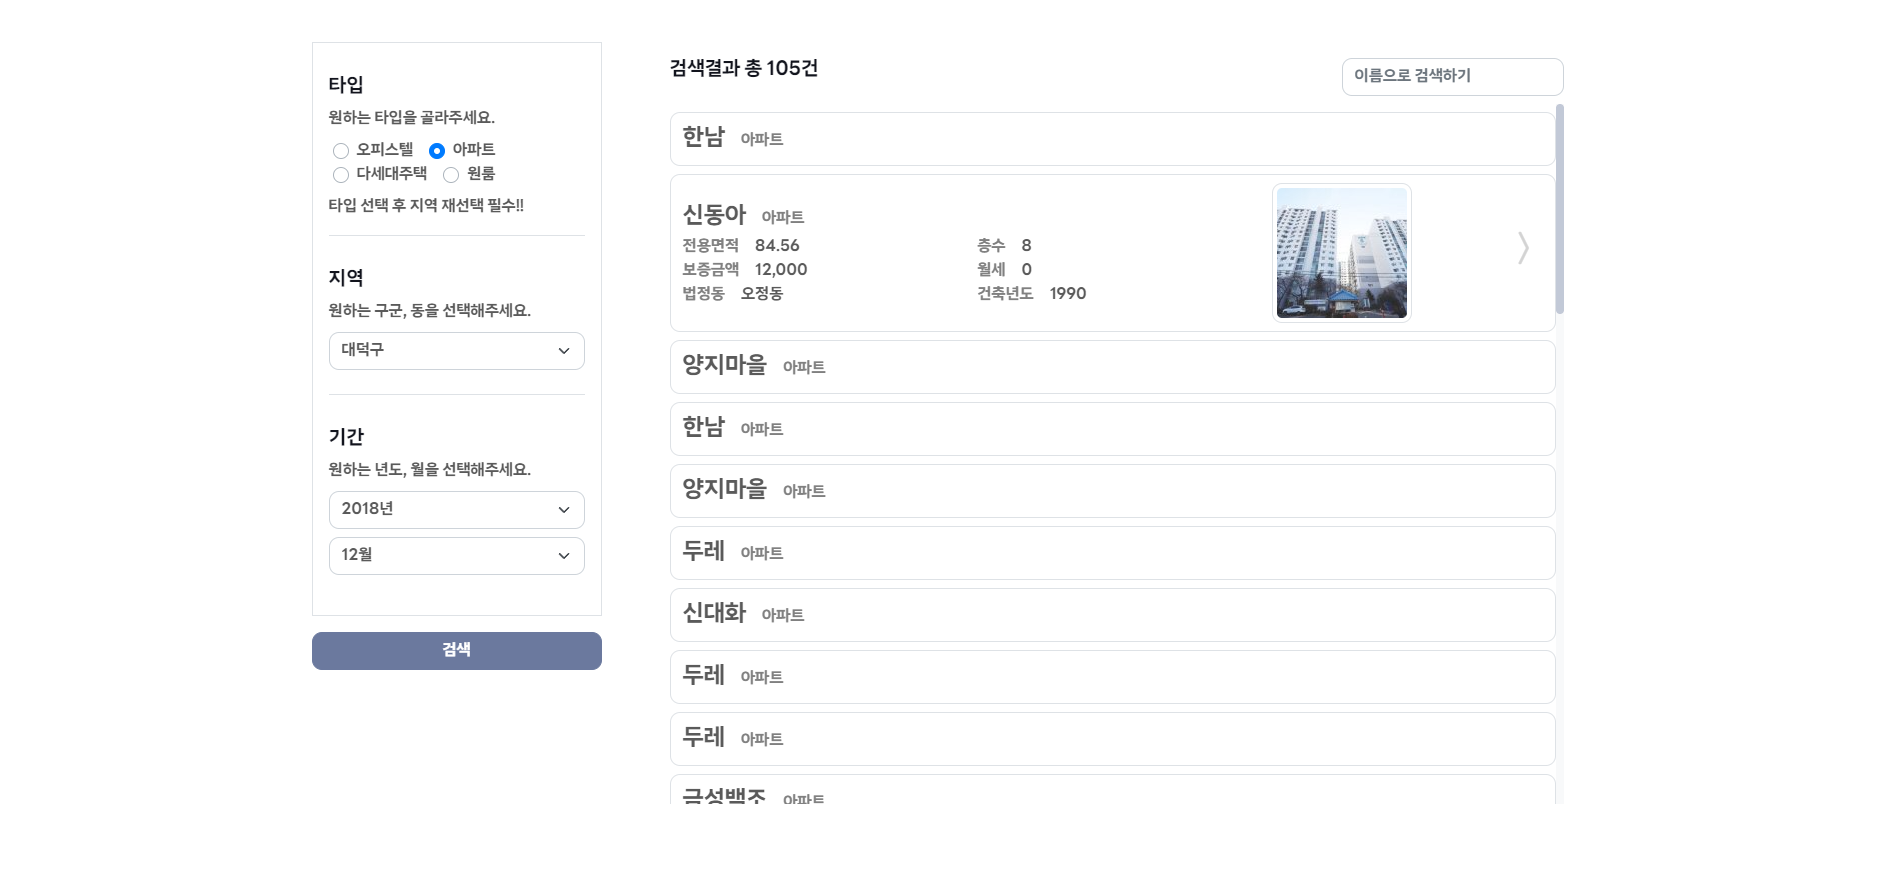 타입
원하는 타입을 골라주세요.
오피스텔 아파트
다세대주택 원룸
타입 선택 후 지역 재선택 필수!!
지역
원하는 구군, 동을 선택해주세요.
대덕구
기간
원하는 년도, 월을 선택해주세요.
2018년
12월
검색
검색결과 총 105건
이름으로 검색하기
한남 아파트
신동아 아파트
전용면적 84.56 층수 8
보증금액 12,000 월세 0
법정동 오정동 건축년도 1990
양지마을 아파트
한남 아파트
양지마을 아파트
두레 아파트
신대화 아파트
두레 아파트
두레 아파트
금성백조 아파트